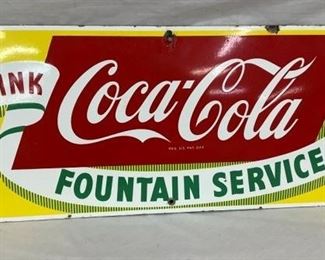 INK
Coca-Cola
REG. U.S. PAT. OFF.
FOUNTAIN SERVICE